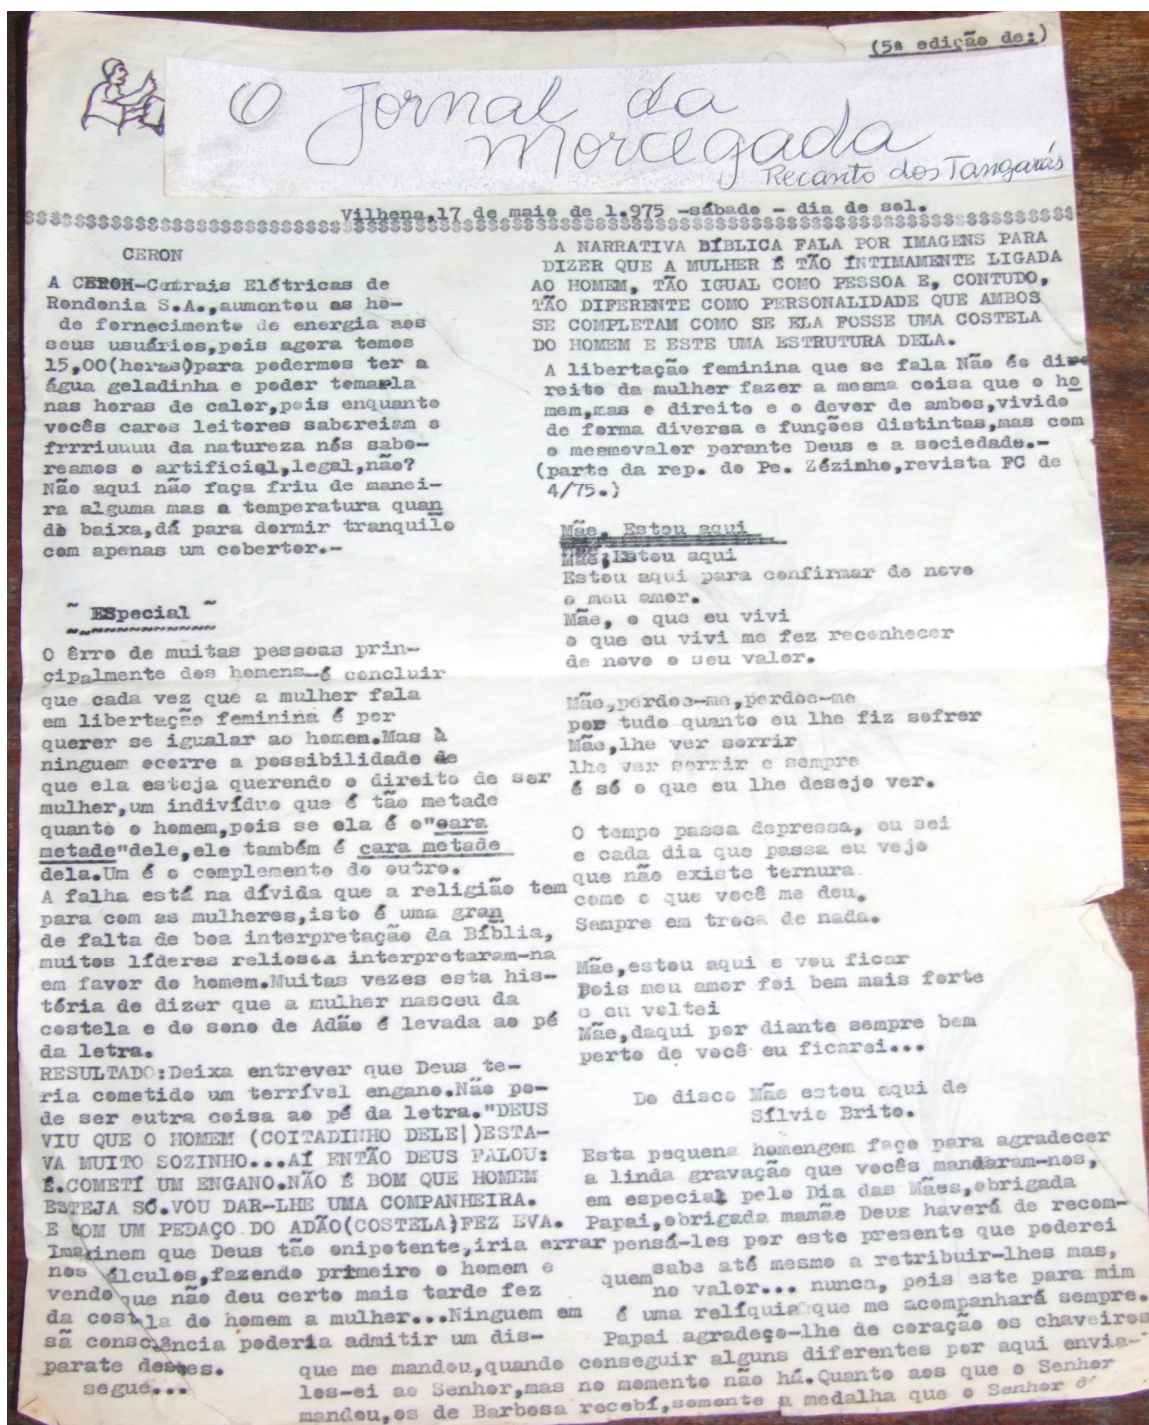 (5ª edição de:)
O Jornal da
Morcegada
Recanto dos Tangarás
Vilhena,17 de maio de 1.975 -sábado - dia de sol.
$$$$$$$$$$$$$$$$$$$$$$$$$$$$$$$$$$$$$$$$$$$$$$$$$$$$$$$$$$$$$$$$$$$$$$$$
CERON
A CERON-Centrais Elétricas de
Rondonia S.A.,aumentou as ho-
de fornecimento de energia aos
seus usuários,pois agora temos
15,00(horas)para podermos ter a
água geladinha e poder tomarla
nas horas de calor,pois enquanto
vocês caros leitores saboreiam o
frrriuuuu da natureza nós sabo-
reamos o artificial,legal,não?
Não aqui não faça friu de manei-
ra alguma mas a temperatura quan
do baixa,dá para dormir tranquilo
com apenas um cobertor.-
~ ESpecial ~
~~~~~~~~~~~~~~
O êrro de muitas pessoas prin-
çipalmente dos homens-é concluir
que cada vez que a mulher fala
em libertação feminina é por
querer se igualar ao homem.Mas à
ninguem ocorre a possibilidade de
que ela esteja querendo o direito de ser
mulher,um indivíduo que é tão metade
quanto o homem,pois se ela é o"cara
metade"dele,ele também é cara metade
dela.Um é o complemento do outro.
A falha está na dívida que a religião tem
para com as mulheres,isto é uma gran
de falta de boa interpretação da Bíblia,
muitos líderes reliosos interpretaram-na
em favor do homem.Muitas vezes esta his-
tória de dizer que a mulher nasceu da
costela e do sono de Adão é levada ao pé
da letra.
RESULTADO:Deixa entrever que Deus te-
ria cometido um terrível engano.Não po-
de ser outra coisa ao pé da letra."DEUS
VIU QUE O HOMEM (COITADINHO DELE|)ESTA-
VA MUITO SOZINHO...AÍ ENTÃO DEUS FALOU:
É.COMETÍ UM ENGANO.NÃO É BOM QUE HOMEM
ESTEJA SÓ.VOU DAR-LHE UMA COMPANHEIRA.
E COM UM PEDAÇO DO ADÃO(COSTELA)FEZ EVA.
Imaginem que Deus tão onipotente,iria errar
nos álculos,fazendo primeiro o homem e
vendo que não deu certo mais tarde fez
da costela do homem a mulher...Ninguem em
sã consciência poderia admitir um dis-
parate destes.
segue...
A NARRATIVA BÍBLICA FALA POR IMAGENS PARA
DIZER QUE A MULHER É TÃO ÍNTIMAMENTE LIGADA
AO HOMEM, TÃO IGUAL COMO PESSOA E, CONTUDO,
TÃO DIFERENTE COMO PERSONALIDADE QUE AMBOS
SE COMPLETAM COMO SE ELA FOSSE UMA COSTELA
DO HOMEM E ESTE UMA ESTRUTURA DELA.
A libertação feminina que se fala Não éo dire
reito da mulher fazer a mesma coisa que o ho
mem,mas o direito e o dever de ambos,vivido
de forma diversa e funções distintas,mas com
o mesmovalor perante Deus e a sociedade.-
(parte da rep. do Pe. Zézinho,revista FC de
4/75.)
Mãe, Estou aqui
Mãe,Estou aqui
Estou aqui para confirmar de novo
o meu amor.
Mãe, o que eu vivi
o que eu vivi me fez reconhecer
de novo o seu valor.
Mãe,perdoe-me,perdoe-me
por tudo quanto eu lhe fiz sofrer
Mãe,lhe ver sorrir
lhe ver sorrir e sempre
é só o que eu lhe desejo ver.
O tempo passa depressa, eu sei
e cada dia que passa eu vejo
que não existe ternura
como o que você me deu.
Sempre em troca de nada.
Mãe,estou aqui e vou ficar
Pois meu amor foi bem mais forte
e eu voltei
Mãe,daqui por diante sempre bem
perto de você eu ficarei...
Do disco Mãe estou aqui de
Sílvio Brito.
Esta pequena homengem faço para agradecer
a linda gravação que vocês mandaram-nos,
em especial pelo Dia das Mães,obrigada
Papai,obrigada mamãe Deus haverá de recom-
pensá-los por este presente que poderei
quem sabe até mesmo a retribuir-lhes mas,
no valor... nunca, pois este para mim
é uma relíquia que me acompanhará sempre.
Papai agradeço-lhe de coração os chaveiros
que me mandou,quando conseguir alguns diferentes por aqui envia-
los-ei ao Senhor,mas no momento não há.Quanto aos que o Senhor
mandou,os de Barbosa recebí,somente a medalha que o Senhor